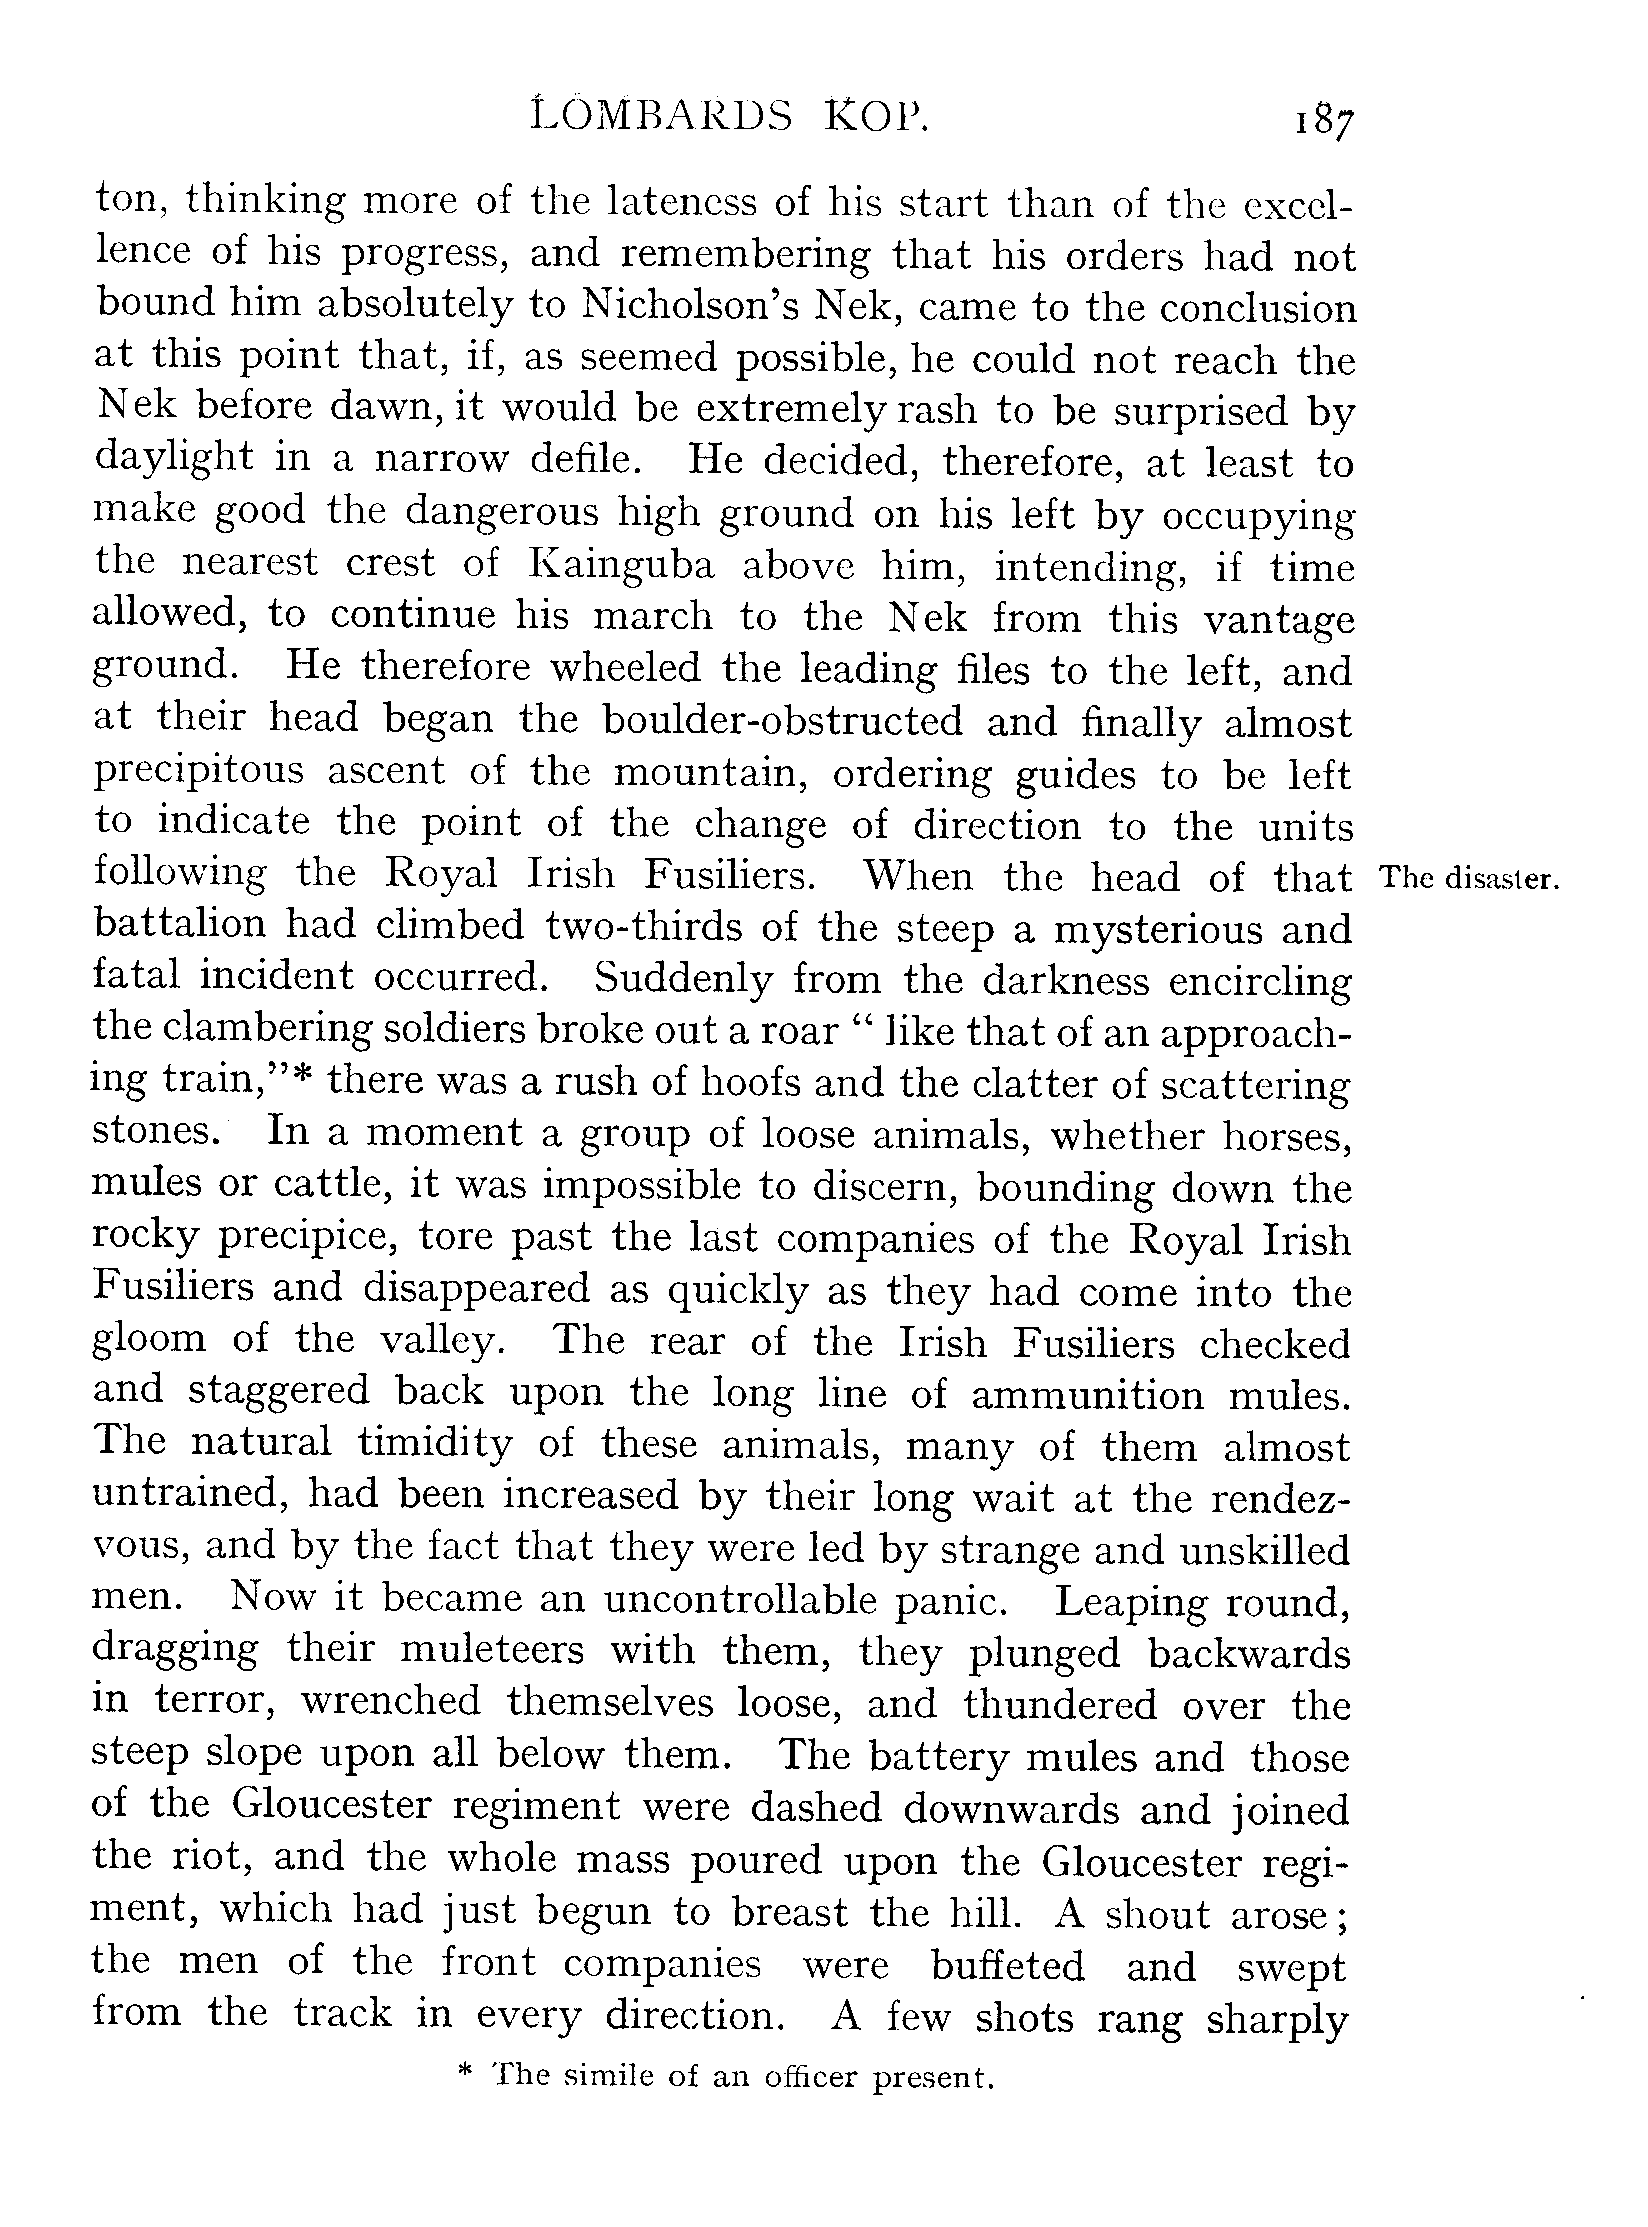 LOMBARDS KOP. 187
ton, thinking more of the lateness of his start than of the excel-
lence of his progress, and remembering that his orders had not
bound him absolutely to Nicholson's Nek, came to the conclusion
at this point that, if, as seemed possible, he could not reach the
Nek before dawn, it would be extremely rash to be surprised by
daylight in a narrow defile. He decided, therefore, at least to
make good the dangerous high ground on his left by occupying
the nearest crest of Kainguba above him, intending, if time
allowed, to continue his march to the Nek from this vantage
ground. He therefore wheeled the leading files to the left, and
at their head began the boulder-obstructed and finally almost
precipitous ascent of the mountain, ordering guides to be left
to indicate the point of the change of direction to the units
following the Royal Irish Fusiliers. When the head of that
The disaster.
battalion had climbed two-thirds of the steep a mysterious and
fatal incident occurred. Suddenly from the darkness encircling
the clambering soldiers broke out a roar “ like that of an approach-
ing train,”* there was a rush of hoofs and the clatter of scattering
stones. In a moment a group of loose animals, whether horses,
mules or cattle, it was impossible to discern, bounding down the
rocky precipice, tore past the last companies of the Royal Irish
Fusiliers and disappeared as quickly as they had come into the
gloom of the valley. The rear of the Irish Fusiliers checked
and staggered back upon the long line of ammunition mules.
The natural timidity of these animals, many of them almost
untrained, had been increased by their long wait at the rendez-
vous, and by the fact that they were led by strange and unskilled
men. Now it became an uncontrollable panic. Leaping round,
dragging their muleteers with them, they plunged backwards
in terror, wrenched themselves loose, and thundered over the
steep slope upon all below them. The battery mules and those
of the Gloucester regiment were dashed downwards and joined
the riot, and the whole mass poured upon the Gloucester regi-
ment, which had just begun to breast the hill. A shout arose;
the men of the front companies were buffeted and swept
from the track in every direction. A few shots rang sharply
* The simile of an officer present.